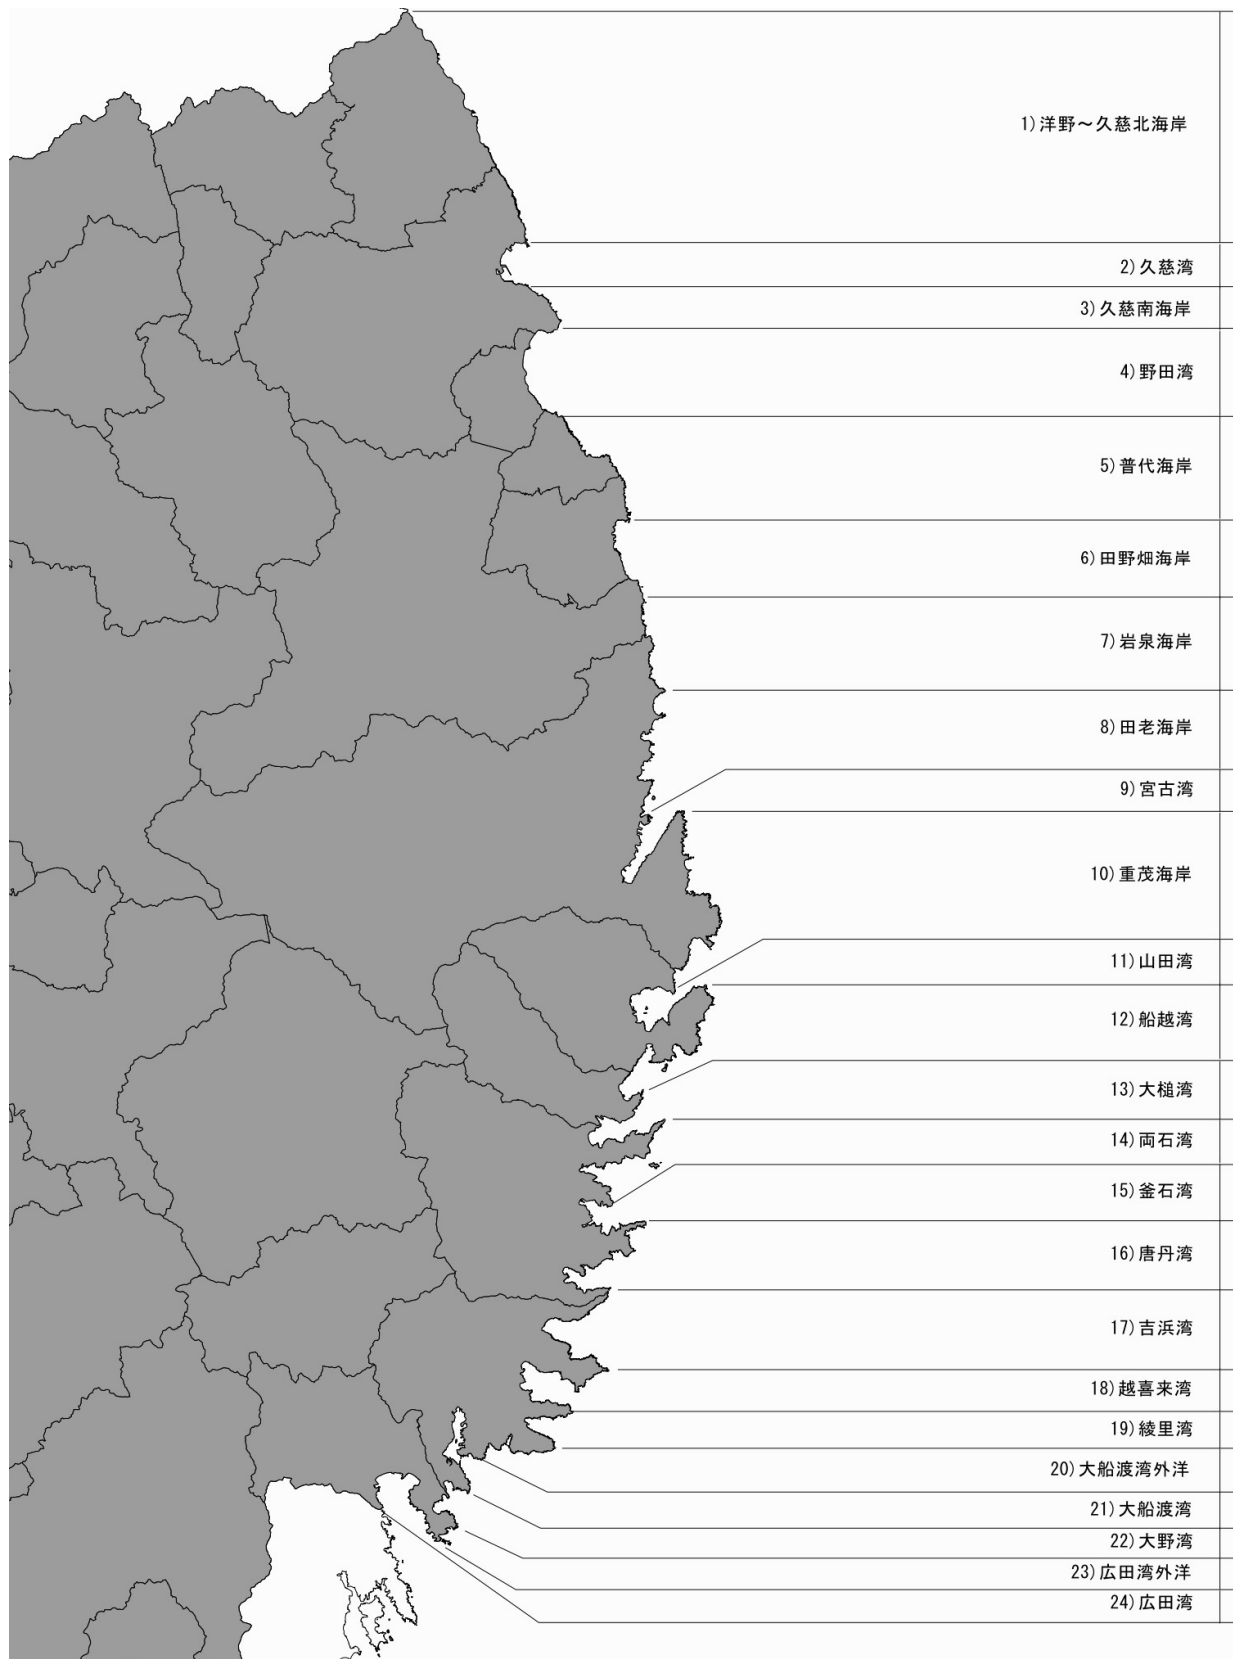 1)洋野～久慈北海岸
2)久慈湾
3)久慈南海岸
4)野田湾
5)普代海岸
6)田野畑海岸
7)岩泉海岸
8)田老海岸
9)宮古湾
10)重茂海岸
11)山田湾
12)船越湾
13)大槌湾
14)両石湾
15)釜石湾
16)唐丹湾
17)吉浜湾
18)越喜来湾
19)綾里湾
20)大船渡湾外洋
21)大船渡湾
22)大野湾
23)広田湾外洋
24)広田湾